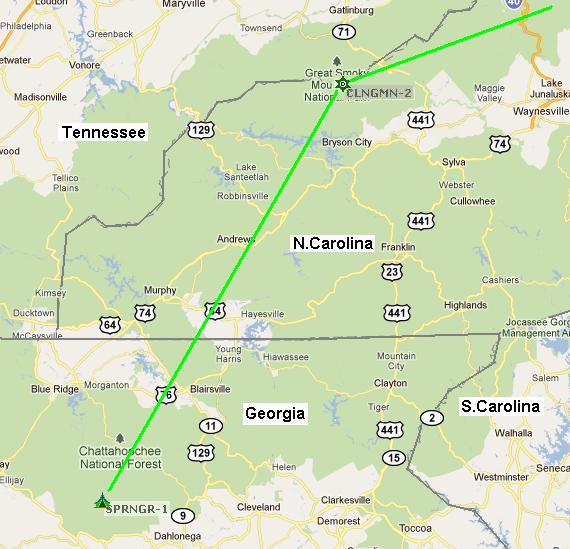 Loudon
Maryville
Gatlinburg
40
Philadelphia
Townsend
71
Greenback
etwater
Vonore
Great Smoky
Mou
Nation
CLNGMN-2
Lake
Junaluska
Maggie
Valley
Madisonville
Waynesville
441
Tennessee
129
Bryson City
74
wood
Sylva
Lake
Santeetlah
Tellico
Plains
Webster
Robbinsville
Cullowhee
441
Andrews
N.Carolina
Franklin
23
Cashiers
Kimsey
Murphy
Highlands
Ducktown
74
64
Hayesville
441
64
Jocassee Gorg
Management Ar
McCaysville
Young
Harris
Hiawassee
Mountain
City
Salem
Blue Ridge
Morganton
Blairsville
Clayton
76
S.Carolina
Tiger
Georgia
2
11
441
Walhalla
Chattahoochee
National Forest
129
15
Seneca
ay
Helen
Ellijay
Westminster
SPRNGR-1
Clarkesville
9
Cleveland
Demorest
Toccoa
Dahlonega